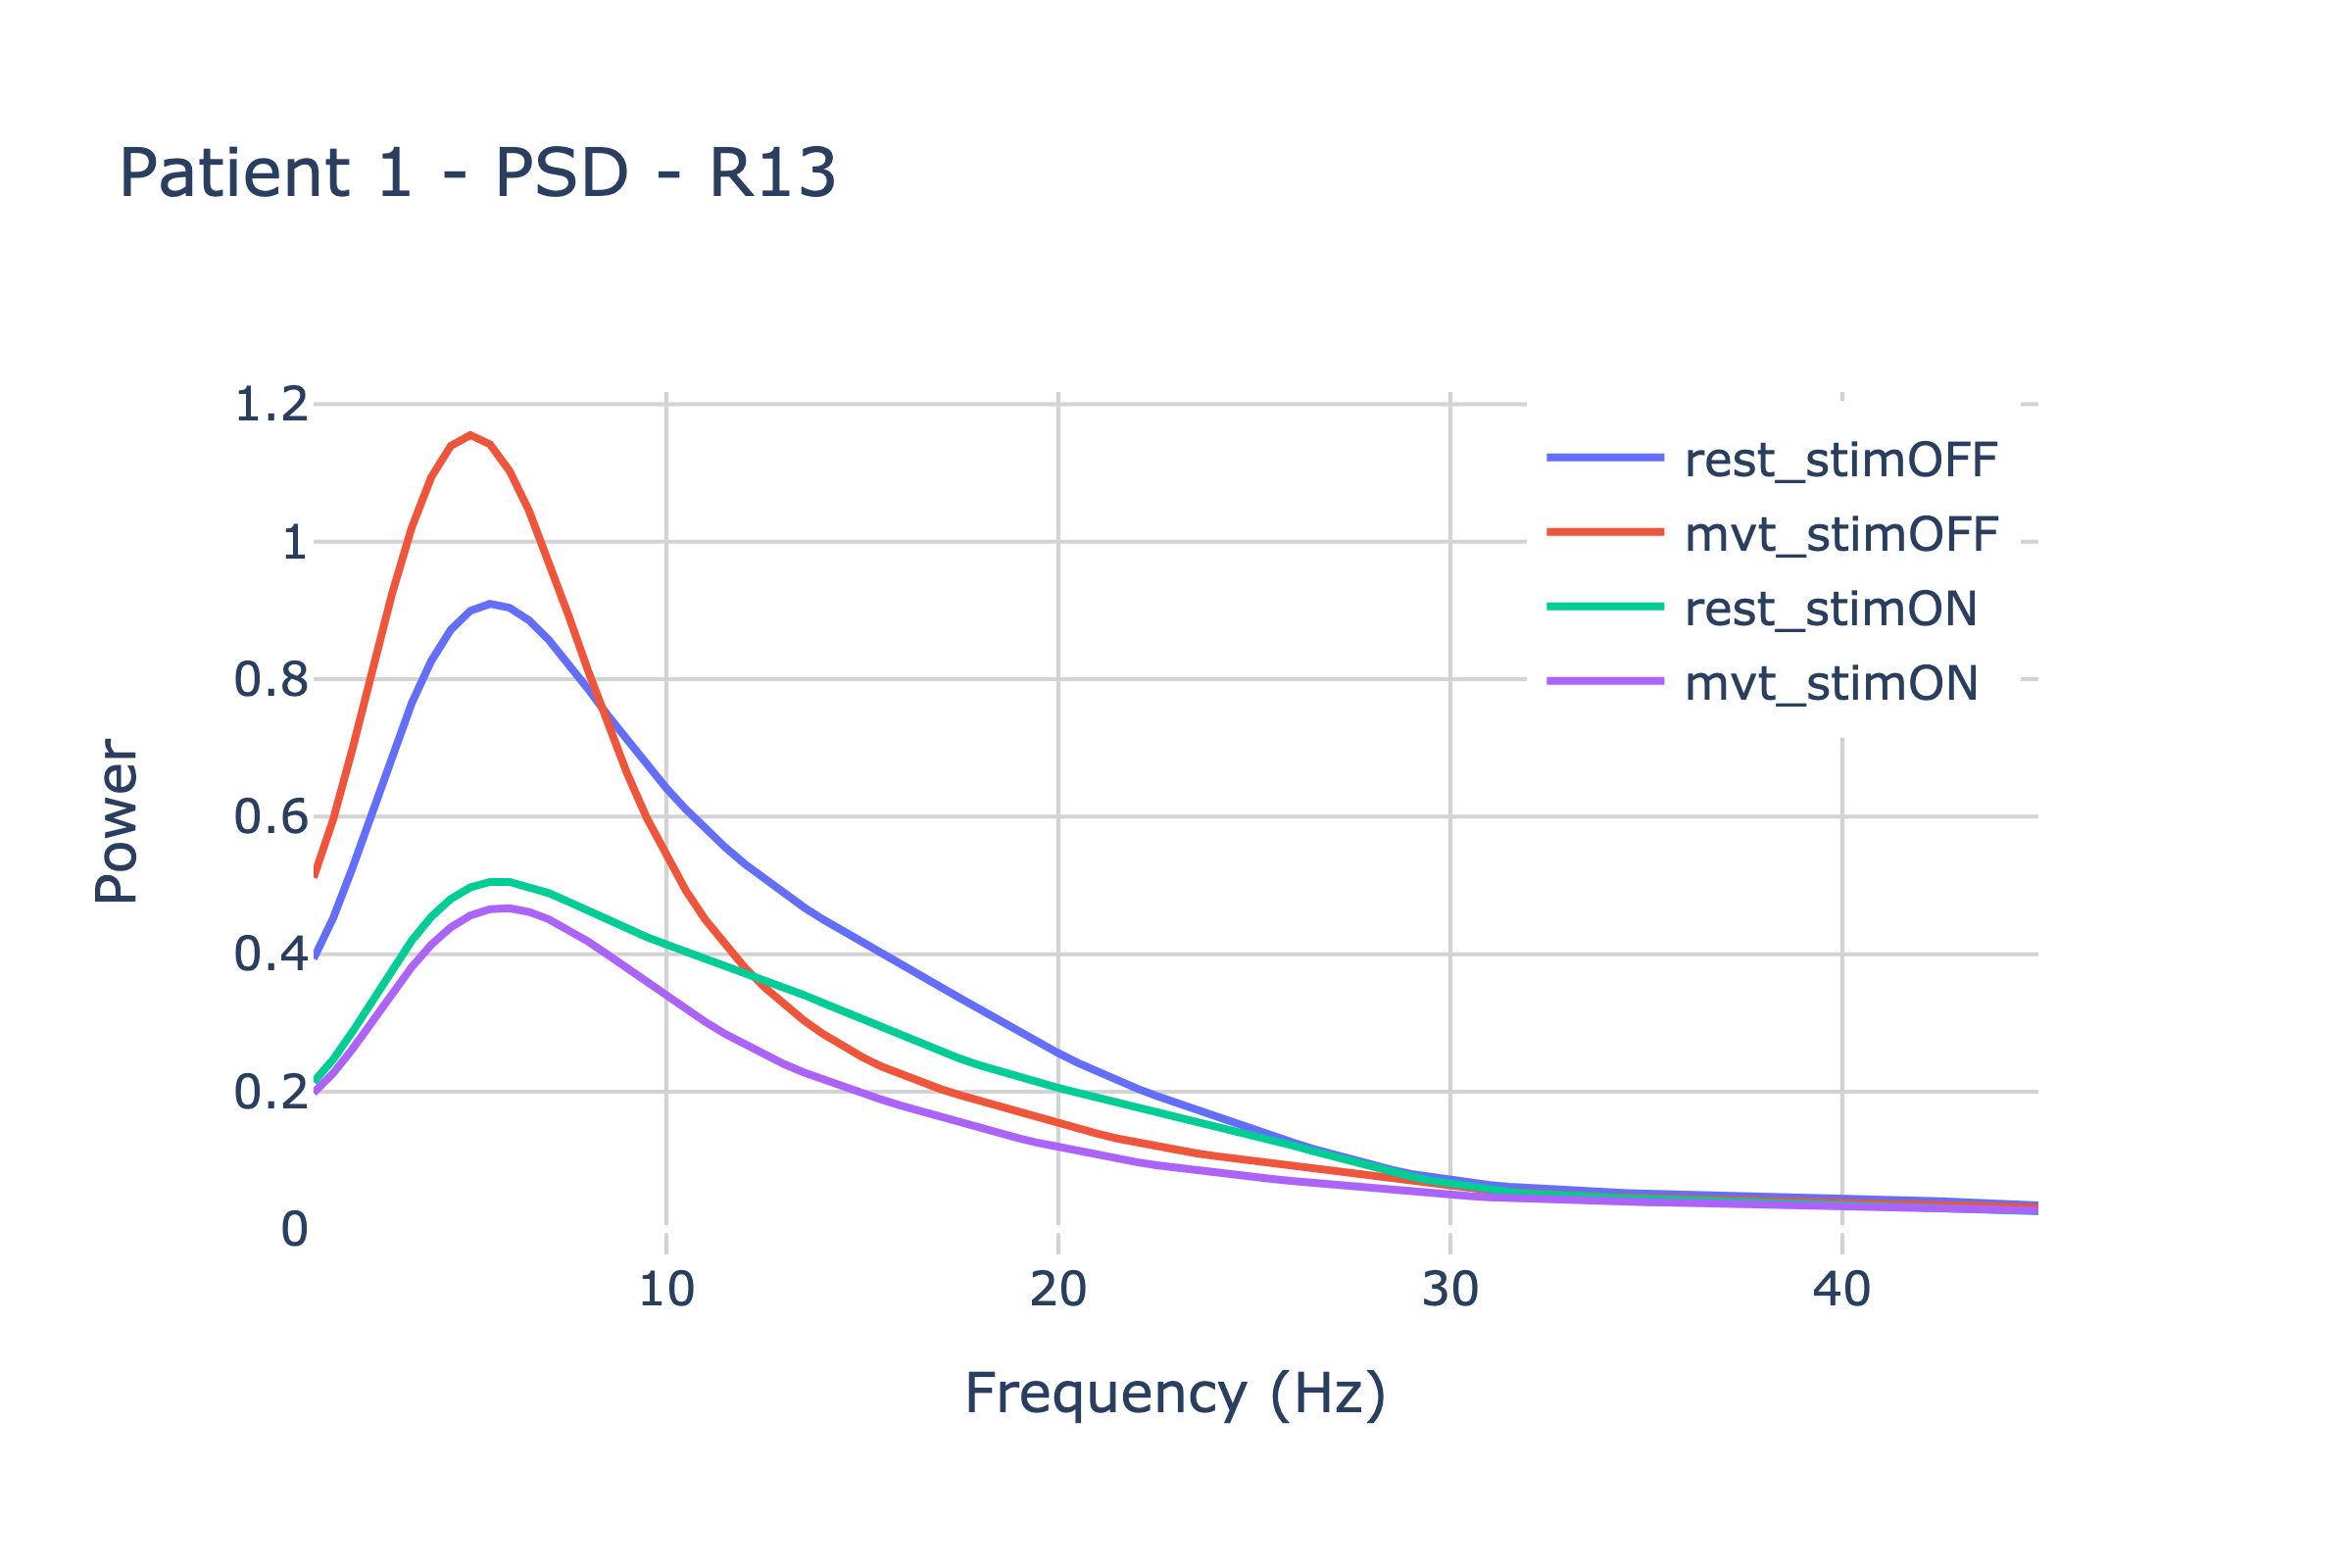 Patient 1 - PSD - R13
1.2
1
0.8
0.6
0.4
0.2
0
Power
10
20
30
40
Frequency (Hz)
rest_stimOFF
mvt_stimOFF
rest_stimON
mvt_stimON